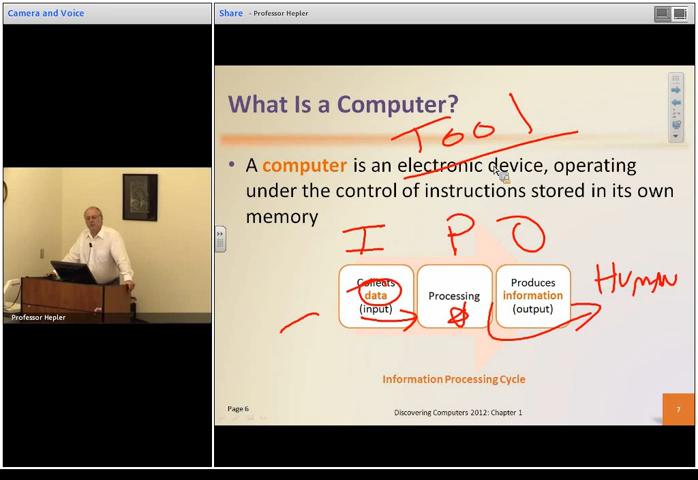 Camera and Voice
Share - Professor Hepler
What Is a Computer?
TOOL
• A computer is an electronic device, operating
under the control of instructions stored in its own
memory
I P O
Collects
data
(input)
Processing
Produces
information
(output)
Human
Professor Hepler
Information Processing Cycle
Page 6
Discovering Computers 2012: Chapter 1
7